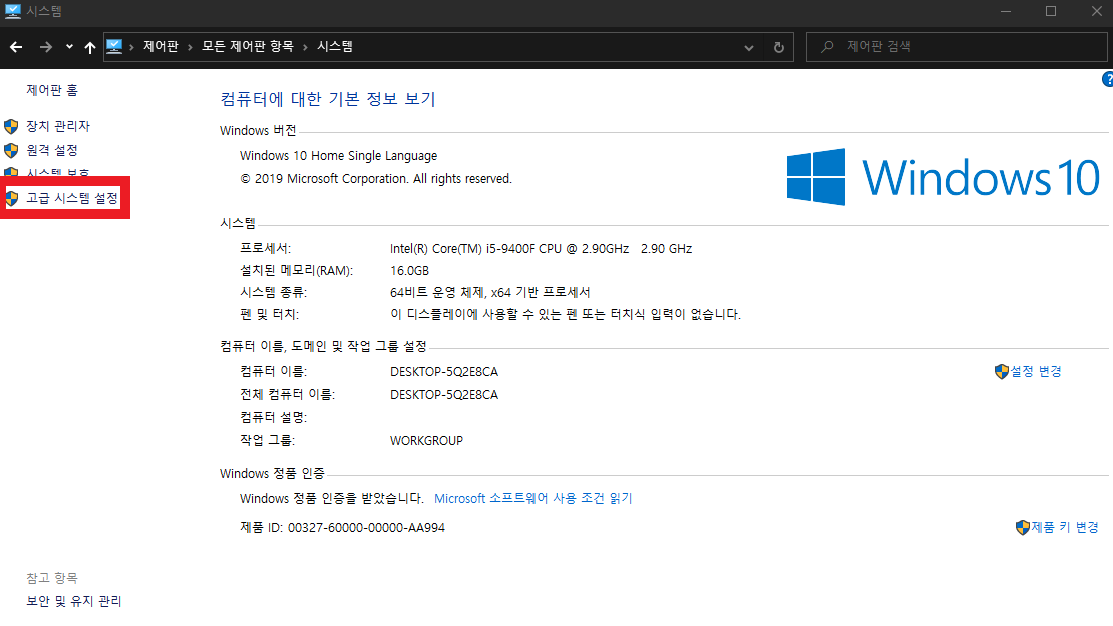 시스템
제어판 › 모든 제어판 항목 › 시스템
제어판 검색
제어판 홈
장치 관리자
원격 설정
시스템 보호
고급 시스템 설정
참고 항목
보안 및 유지 관리
컴퓨터에 대한 기본 정보 보기
Windows 버전
Windows 10 Home Single Language
© 2019 Microsoft Corporation. All rights reserved.
Windows 10
시스템
프로세서: Intel(R) Core(TM) i5-9400F CPU @ 2.90GHz 2.90 GHz
설치된 메모리(RAM): 16.0GB
시스템 종류: 64비트 운영 체제, x64 기반 프로세서
펜 및 터치: 이 디스플레이에 사용할 수 있는 펜 또는 터치식 입력이 없습니다.
컴퓨터 이름, 도메인 및 작업 그룹 설정
컴퓨터 이름: DESKTOP-5Q2E8CA 설정 변경
전체 컴퓨터 이름: DESKTOP-5Q2E8CA
컴퓨터 설명:
작업 그룹: WORKGROUP
Windows 정품 인증
Windows 정품 인증을 받았습니다. Microsoft 소프트웨어 사용 조건 읽기
제품 ID: 00327-60000-00000-AA994 제품 키 변경